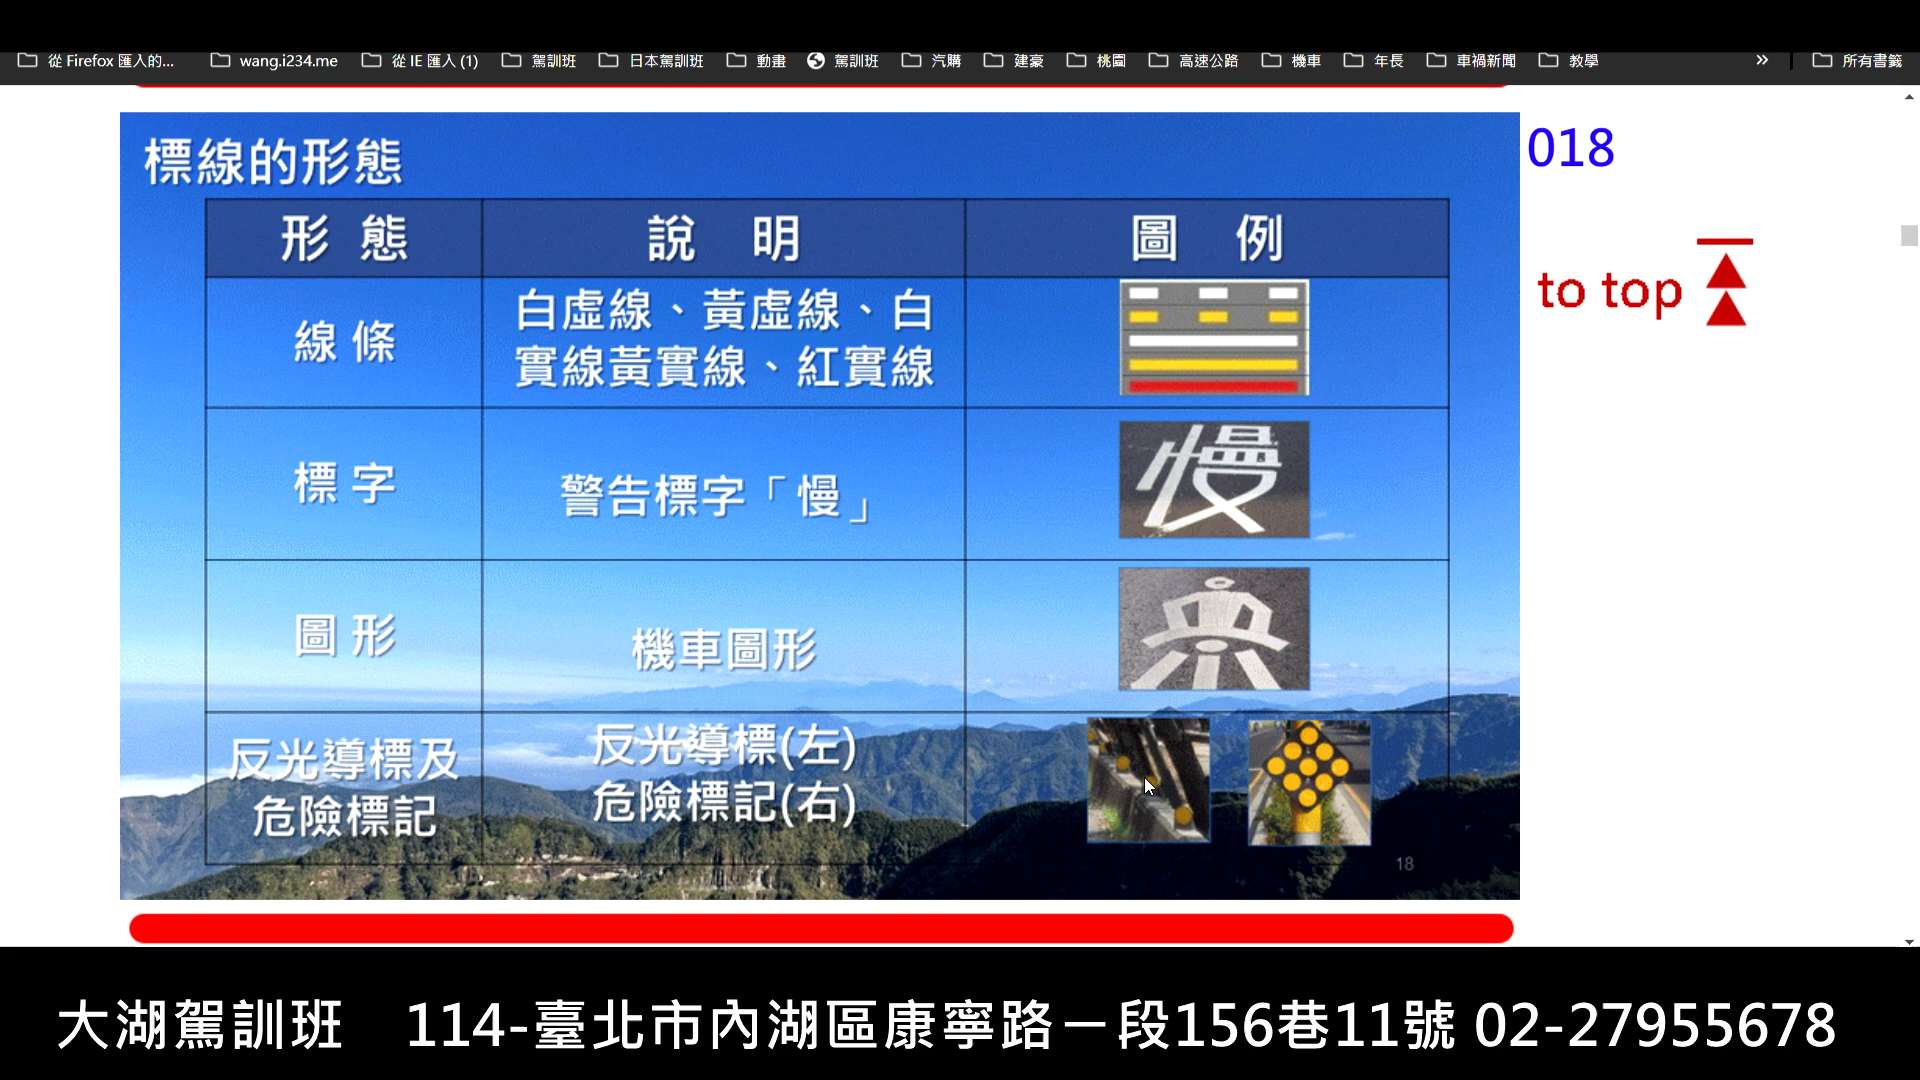 從 Firefox 匯入的... wang.i234.me 從 IE 匯入 (1) 駕訓班 日本駕訓班 動畫 駕訓班 汽購 建豪 桃園 高速公路 機車 年長 車禍新聞 教學 » 所有書籤
標線的形態
018
to top
形 態 說 明 圖 例
線 條
白虛線、黃虛線、白
實線黃實線、紅實線
標 字
警告標字「慢」
慢
圖 形
機車圖形
反光導標及
危險標記
反光導標(左)
危險標記(右)
18
大湖駕訓班 114-臺北市內湖區康寧路一段156巷11號 02-27955678